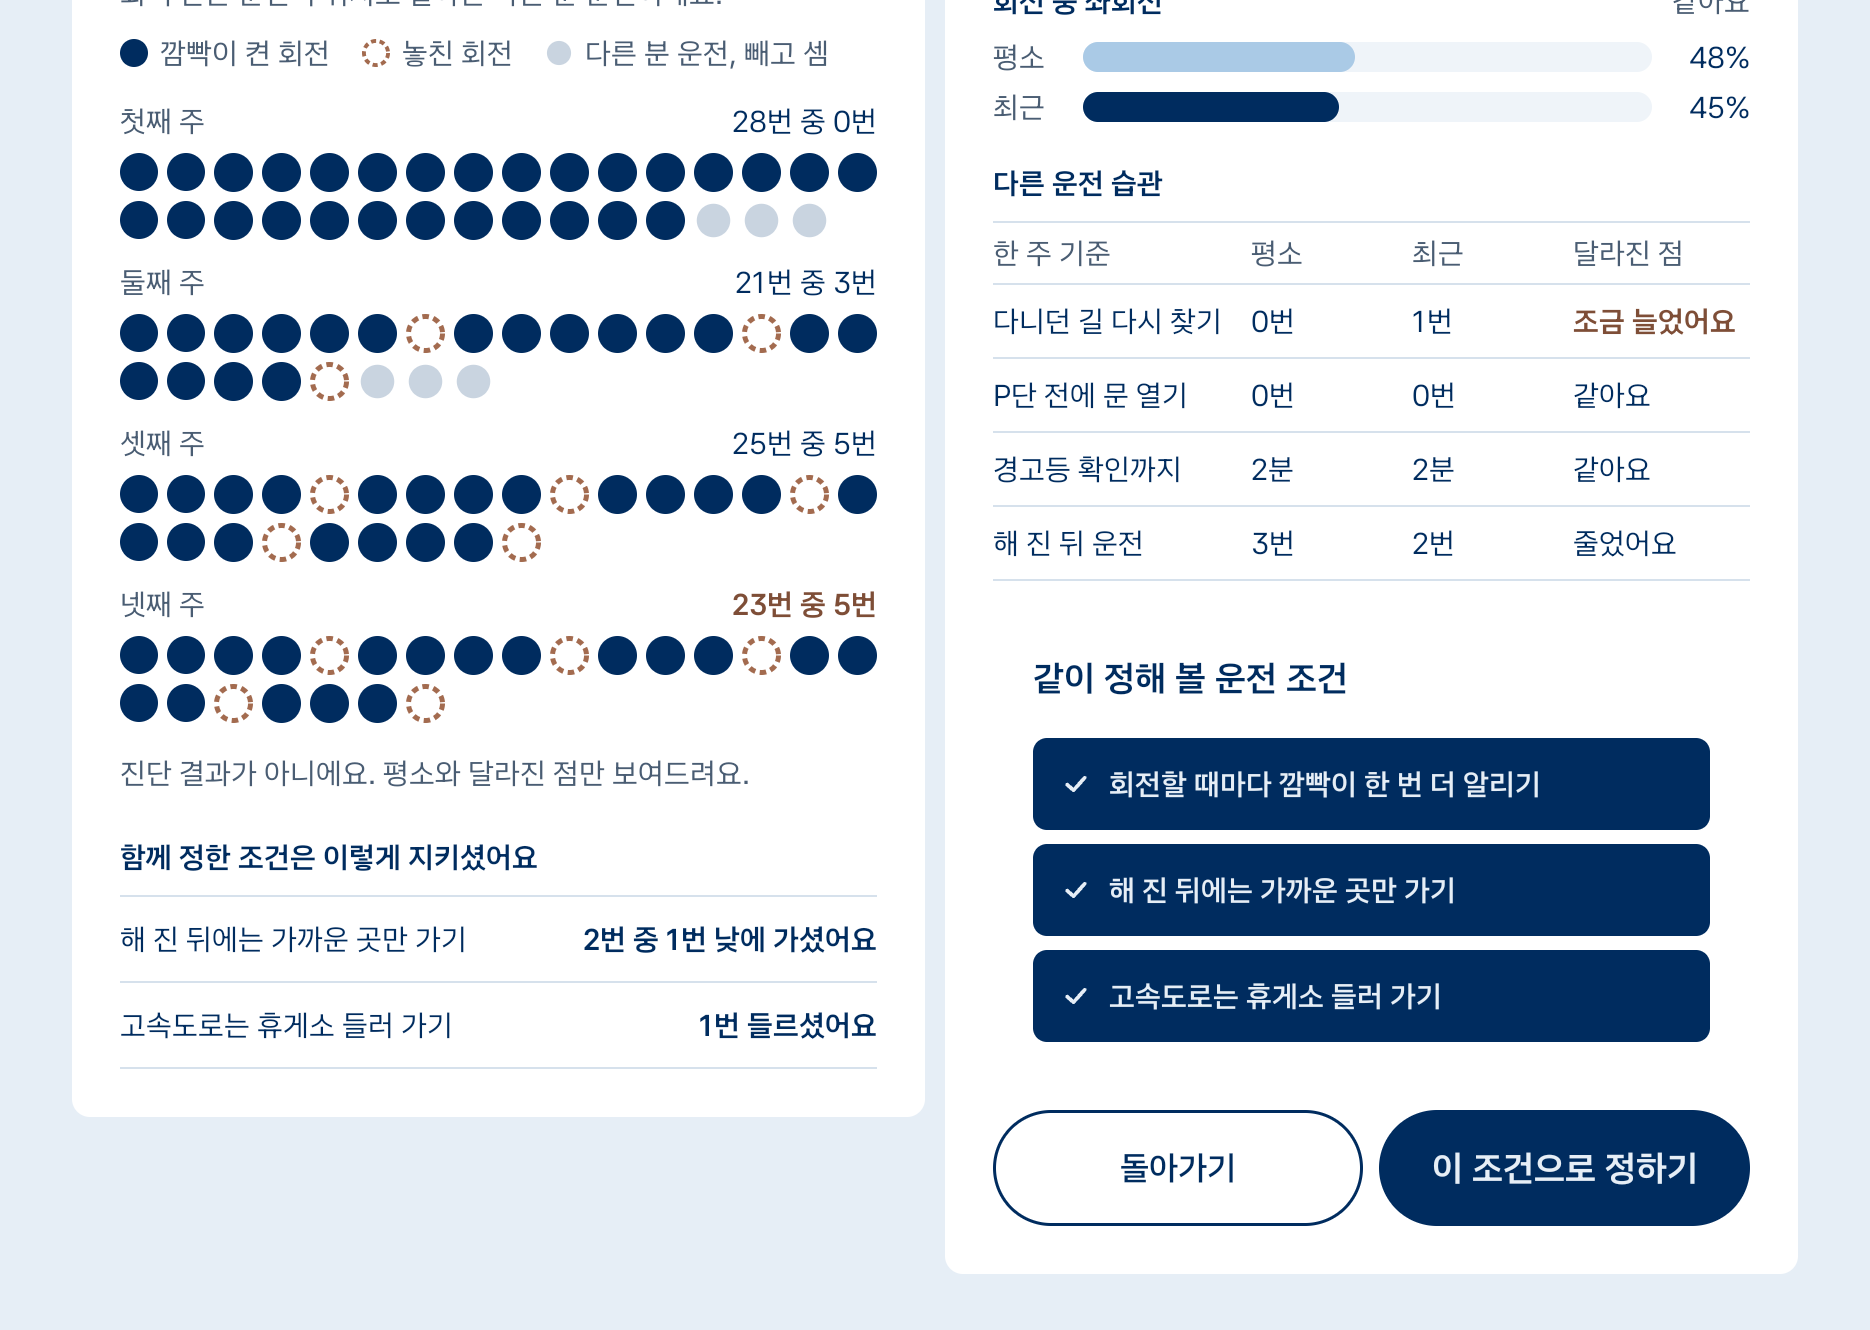 깜빡이 켠 회전
놓친 회전
다른 분 운전, 빼고 셈
첫째 주
28번 중 0번
둘째 주
21번 중 3번
셋째 주
25번 중 5번
넷째 주
23번 중 5번
진단 결과가 아니에요. 평소와 달라진 점만 보여드려요.
함께 정한 조건은 이렇게 지키셨어요
해 진 뒤에는 가까운 곳만 가기
2번 중 1번 낮에 가셨어요
고속도로는 휴게소 들러 가기
1번 들르셨어요
회전 중 좌회전
같아요
평소
48%
최근
45%
다른 운전 습관
한 주 기준 평소 최근 달라진 점
다니던 길 다시 찾기 0번 1번 조금 늘었어요
P단 전에 문 열기 0번 0번 같아요
경고등 확인까지 2분 2분 같아요
해 진 뒤 운전 3번 2번 줄었어요
같이 정해 볼 운전 조건
회전할 때마다 깜빡이 한 번 더 알리기
해 진 뒤에는 가까운 곳만 가기
고속도로는 휴게소 들러 가기
돌아가기
이 조건으로 정하기